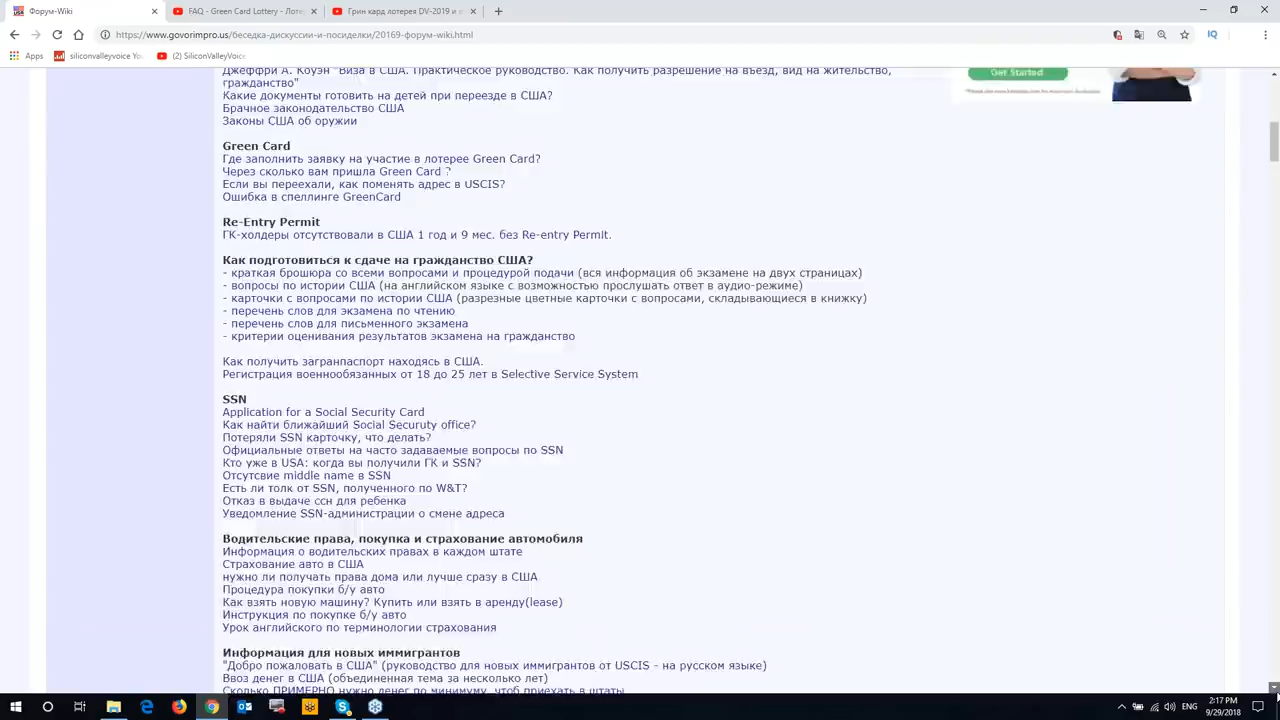 Форум-Wiki
FAQ - Green Card Lottery - Лоте
Грин кард лотерея DV-2019 и в
https://www.govorimpro.us/беседка-дискуссии-и-посиделки/20169-форум-wiki.html
IQ
Apps
siliconvalleyvoice Yo
(2) SiliconValleyVoice
Джеффри А. Коуэн "Виза в США. Практическое руководство. Как получить разрешение на въезд, вид на жительство,
гражданство"
Get Started
Какие документы готовить на детей при переезде в США?
Брачное законодательство США
Законы США об оружии
Green Card
Где заполнить заявку на участие в лотерее Green Card?
Через сколько вам пришла Green Card ?
Если вы переехали, как поменять адрес в USCIS?
Ошибка в спеллинге GreenCard
Re-Entry Permit
ГК-холдеры отсутствовали в США 1 год и 9 мес. без Re-entry Permit.
Как подготовиться к сдаче на гражданство США?
- краткая брошюра со всеми вопросами и процедурой подачи (вся информация об экзамене на двух страницах)
- вопросы по истории США (на английском языке с возможностью прослушать ответ в аудио-режиме)
- карточки с вопросами по истории США (разрезные цветные карточки с вопросами, складывающиеся в книжку)
- перечень слов для экзамена по чтению
- перечень слов для письменного экзамена
- критерии оценивания результатов экзамена на гражданство
Как получить загранпаспорт находясь в США.
Регистрация военнообязанных от 18 до 25 лет в Selective Service System
SSN
Application for a Social Security Card
Как найти ближайший Social Securuty office?
Потеряли SSN карточку, что делать?
Официальные ответы на часто задаваемые вопросы по SSN
Кто уже в USA: когда вы получили ГК и SSN?
Отсутсвие middle name в SSN
Есть ли толк от SSN, полученного по W&T?
Отказ в выдаче ссн для ребенка
Уведомление SSN-администрации о смене адреса
Водительские права, покупка и страхование автомобиля
Информация о водительских правах в каждом штате
Страхование авто в США
нужно ли получать права дома или лучше сразу в США
Процедура покупки б/у авто
Как взять новую машину? Купить или взять в аренду(lease)
Инструкция по покупке б/у авто
Урок английского по терминологии страхования
Информация для новых иммигрантов
"Добро пожаловать в США" (руководство для новых иммигрантов от USCIS - на русском языке)
Ввоз денег в США (объединенная тема за несколько лет)
Сколько ПРИМЕРНО нужно денег по минимуму, чтоб приехать в штаты
ENG
2:17 PM
9/29/2018